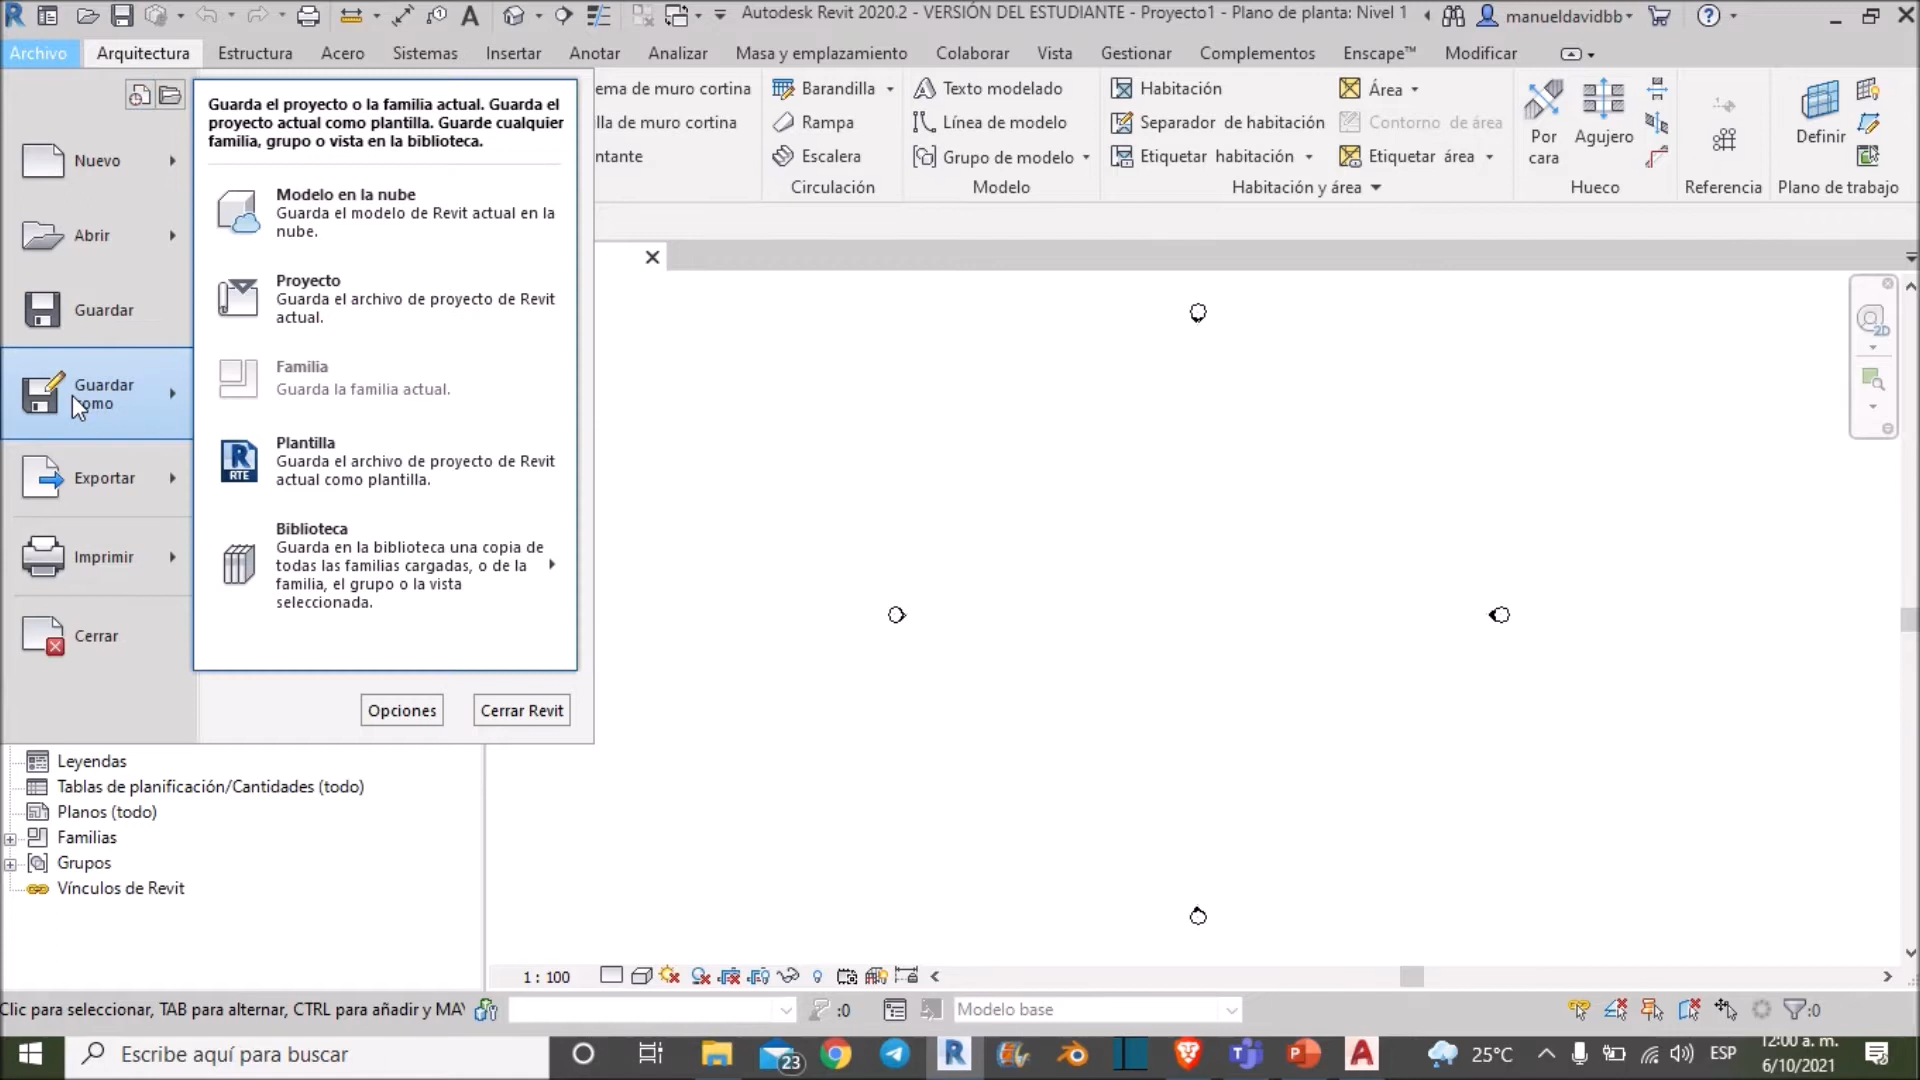 Autodesk Revit 2020.2 - VERSIÓN DEL ESTUDIANTE - Proyecto1 - Plano de planta: Nivel 1
manueldavidbb
Archivo Arquitectura Estructura Acero Sistemas Insertar Anotar Analizar Masa y emplazamiento Colaborar Vista Gestionar Complementos Enscape™ Modificar
Guarda el proyecto o la familia actual. Guarda el
proyecto actual como plantilla. Guarde cualquier
familia, grupo o vista en la biblioteca.
Nuevo
Abrir
Guardar
Guardar
como
Exportar
Imprimir
Cerrar
Modelo en la nube
Guarda el modelo de Revit actual en la
nube.
Proyecto
Guarda el archivo de proyecto de Revit
actual.
Familia
Guarda la familia actual.
Plantilla
Guarda el archivo de proyecto de Revit
actual como plantilla.
RTE
Biblioteca
Guarda en la biblioteca una copia de
todas las familias cargadas, o de la
familia, el grupo o la vista
seleccionada.
Opciones Cerrar Revit
ema de muro cortina
lla de muro cortina
ntante
Barandilla
Rampa
Escalera
Circulación
Texto modelado
Línea de modelo
Grupo de modelo
Modelo
Habitación
Separador de habitación
Etiquetar habitación
Área
Contorno de área
Etiquetar área
Habitación y área
Por
cara
Agujero
Hueco
Referencia
Definir
Plano de trabajo
2D
Leyendas
Tablas de planificación/Cantidades (todo)
Planos (todo)
Familias
Grupos
Vínculos de Revit
1 : 100
Clic para seleccionar, TAB para alternar, CTRL para añadir y MA
:0
Modelo base
:0
Escribe aquí para buscar
23
25°C
ESP
12:00 a. m.
6/10/2021